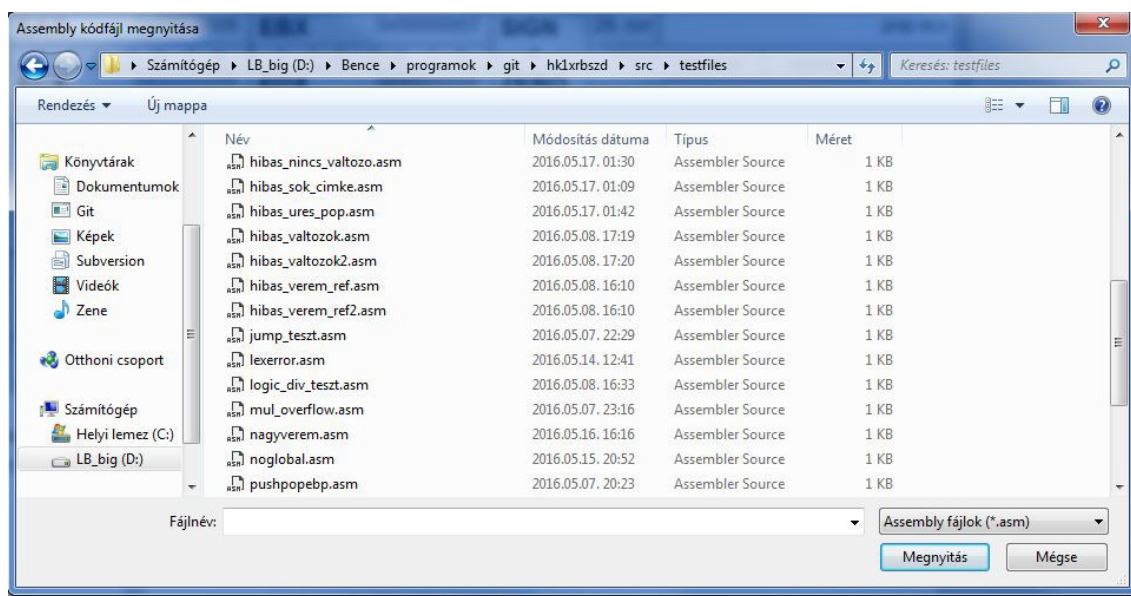 Assembly kódfájl megnyitása
Számítógép LB_big (D:) Bence programok git hk1xrbszd src testfiles Keresés: testfiles
Rendezés Új mappa
Név Módosítás dátuma Típus Méret
Könyvtárak
Dokumentumok
Git
Képek
Subversion
Videók
Zene
Otthoni csoport
Számítógép
Helyi lemez (C:)
LB_big (D:)
hibas_nincs_valtozo.asm 2016.05.17. 01:30 Assembler Source 1 KB
hibas_sok_cimke.asm 2016.05.17. 01:09 Assembler Source 1 KB
hibas_ures_pop.asm 2016.05.17. 01:42 Assembler Source 1 KB
hibas_valtozok.asm 2016.05.08. 17:19 Assembler Source 1 KB
hibas_valtozok2.asm 2016.05.08. 17:20 Assembler Source 1 KB
hibas_verem_ref.asm 2016.05.08. 16:10 Assembler Source 1 KB
hibas_verem_ref2.asm 2016.05.08. 16:10 Assembler Source 1 KB
jump_teszt.asm 2016.05.07. 22:29 Assembler Source 1 KB
lexerror.asm 2016.05.14. 12:41 Assembler Source 1 KB
logic_div_teszt.asm 2016.05.08. 16:33 Assembler Source 1 KB
mul_overflow.asm 2016.05.07. 23:16 Assembler Source 1 KB
nagyverem.asm 2016.05.16. 16:16 Assembler Source 1 KB
noglobal.asm 2016.05.15. 20:52 Assembler Source 1 KB
pushpopebp.asm 2016.05.07. 20:23 Assembler Source 1 KB
Fájlnév: Assembly fájlok (*.asm)
Megnyitás Mégse